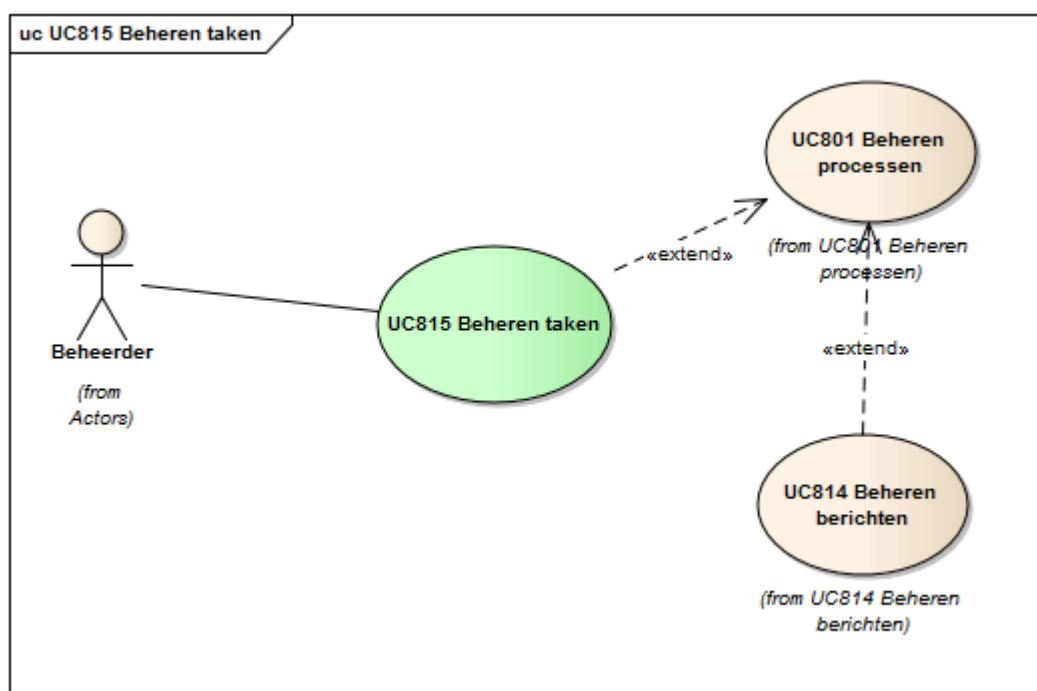 uc UC815 Beheren taken
UC801 Beheren
processen
(from UC801 Beheren
processen)
«extend»
Beheerder
(from
Actors)
UC815 Beheren taken
«extend»
UC814 Beheren
berichten
(from UC814 Beheren
berichten)